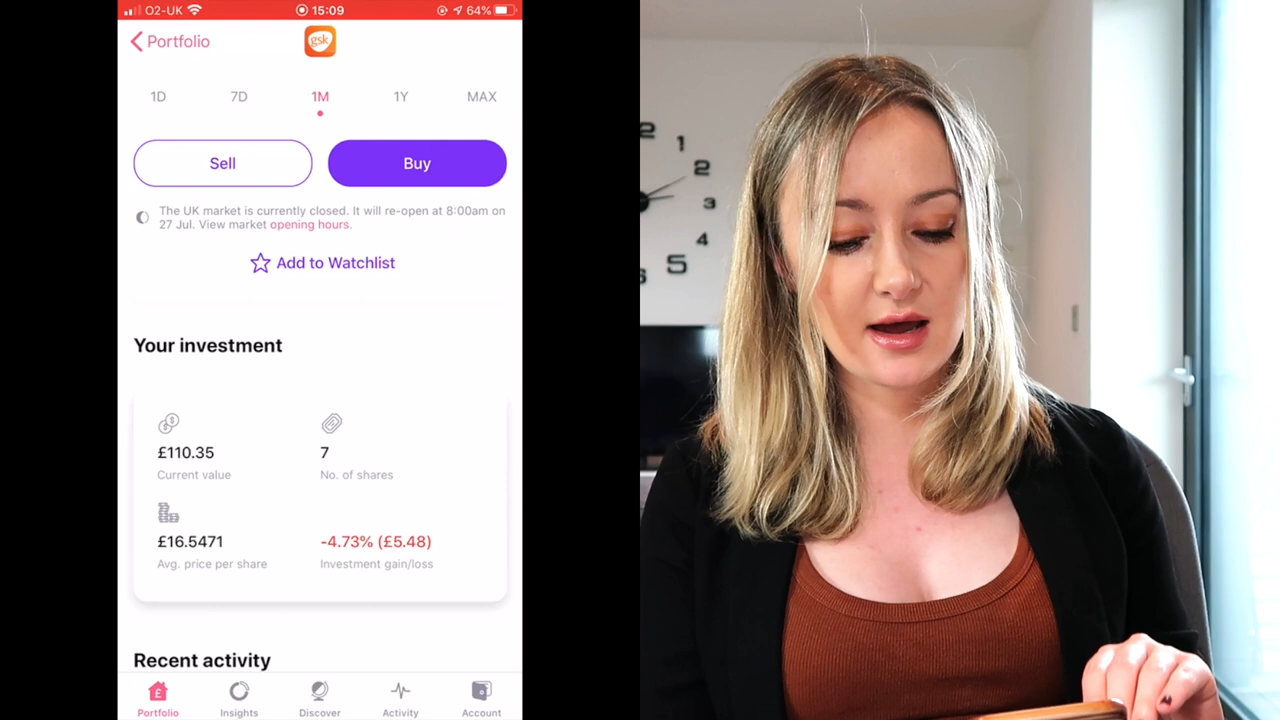 O2-UK 15:09 64%
Portfolio
gsk
1D 7D 1M 1Y MAX
Sell Buy
The UK market is currently closed. It will re-open at 8:00am on
27 Jul. View market opening hours.
Add to Watchlist
Your investment
£110.35 7
Current value No. of shares
£16.5471 -4.73% (£5.48)
Avg. price per share Investment gain/loss
Recent activity
Portfolio Insights Discover Activity Account
2
1
2
3
4
5
6